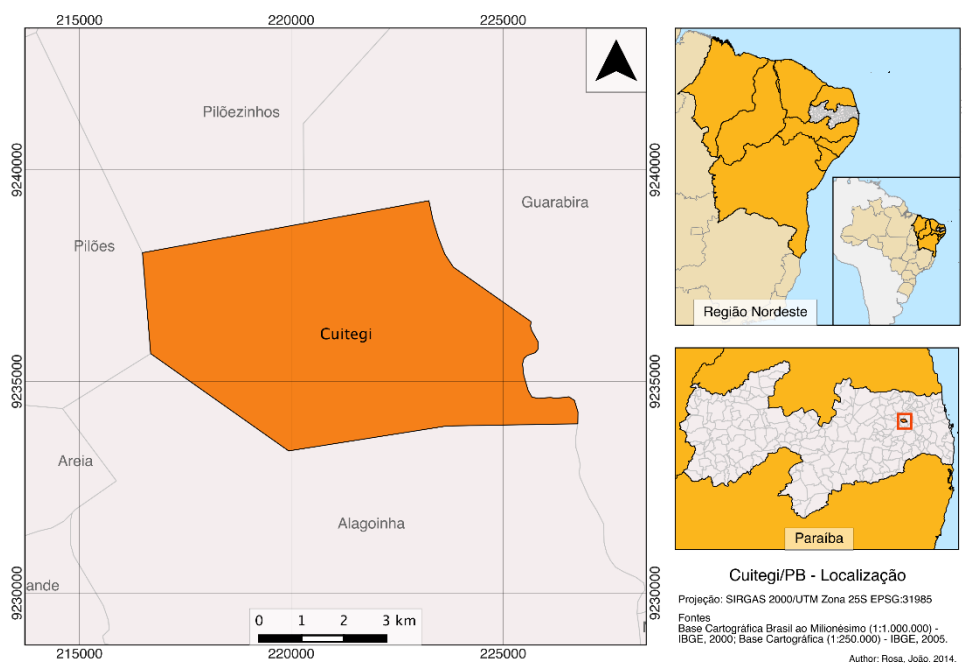 215000
220000
225000
9240000
9235000
9230000
Pilõezinhos
Guarabira
Pilões
Cuitegi
Areia
Alagoinha
ande
0 1 2 3 km
9240000
9235000
9230000
215000
220000
225000
Região Nordeste
Paraíba
Cuitegi/PB - Localização
Projeção: SIRGAS 2000/UTM Zona 25S EPSG:31985
Fontes
Base Cartográfica Brasil ao Milionésimo (1:1.000.000) -
IBGE, 2000; Base Cartográfica (1:250.000) - IBGE, 2005.
Author: Rosa, João, 2014.